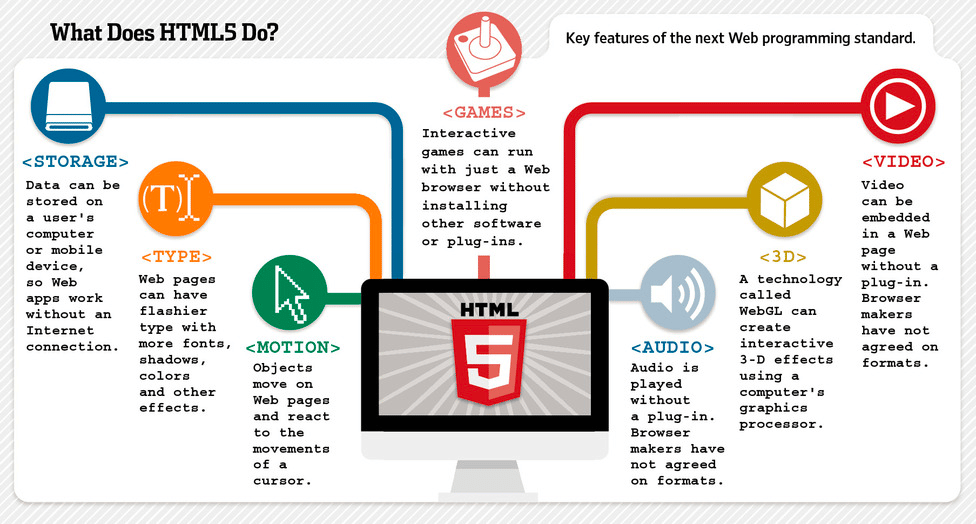 What Does HTML5 Do?
Key features of the next Web programming standard.
<STORAGE>
Data can be
stored on
a user's
computer
or mobile
device,
so Web
apps work
without an
Internet
connection.
(T)
<TYPE>
Web pages
can have
flashier
type with
more fonts,
shadows,
colors
and other
effects.
<MOTION>
Objects
move on
Web pages
and react
to the
movements
of a
cursor.
<GAMES>
Interactive
games can run
with just a Web
browser without
installing
other software
or plug-ins.
HTML
5
<AUDIO>
Audio is
played
without
a plug-in.
Browser
makers have
not agreed
on formats.
<3D>
A technology
called
WebGL can
create
interactive
3-D effects
using a
computer's
graphics
processor.
<VIDEO>
Video
can be
embedded
in a Web
page
without a
plug-in.
Browser
makers
have not
agreed on
formats.